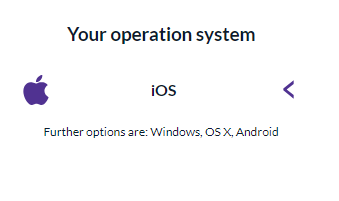 Your operation system
iOS
Further options are: Windows, OS X, Android